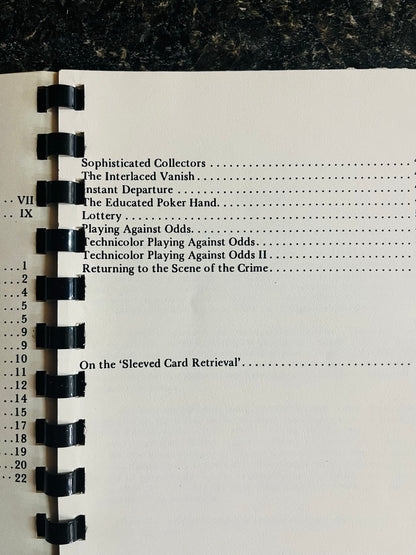 . . VII
. . IX
. . . 1
. . . 2
. . . 4
. . . 5
. . . 5
. . . 9
. . . 9
. . . 10
. . . 11
. . . 12
. . . 14
. . . 15
. . . 17
. . . 18
. . . 19
. . . 20
. . . 22
Sophisticated Collectors . . . . . . . . . . . . . . . . . . . . . . . . . . . . . .
The Interlaced Vanish . . . . . . . . . . . . . . . . . . . . . . . . . . . . . . . .
Instant Departure . . . . . . . . . . . . . . . . . . . . . . . . . . . . . . . . . . .
The Educated Poker Hand. . . . . . . . . . . . . . . . . . . . . . . . . . . . .
Lottery . . . . . . . . . . . . . . . . . . . . . . . . . . . . . . . . . . . . . . . . . . .
Playing Against Odds. . . . . . . . . . . . . . . . . . . . . . . . . . . . . . . . .
Technicolor Playing Against Odds. . . . . . . . . . . . . . . . . . . . . . .
Technicolor Playing Against Odds II . . . . . . . . . . . . . . . . . . . . .
Returning to the Scene of the Crime. . . . . . . . . . . . . . . . . . . . .
On the ‘Sleeved Card Retrieval’. . . . . . . . . . . . . . . . . . . . . . . . .